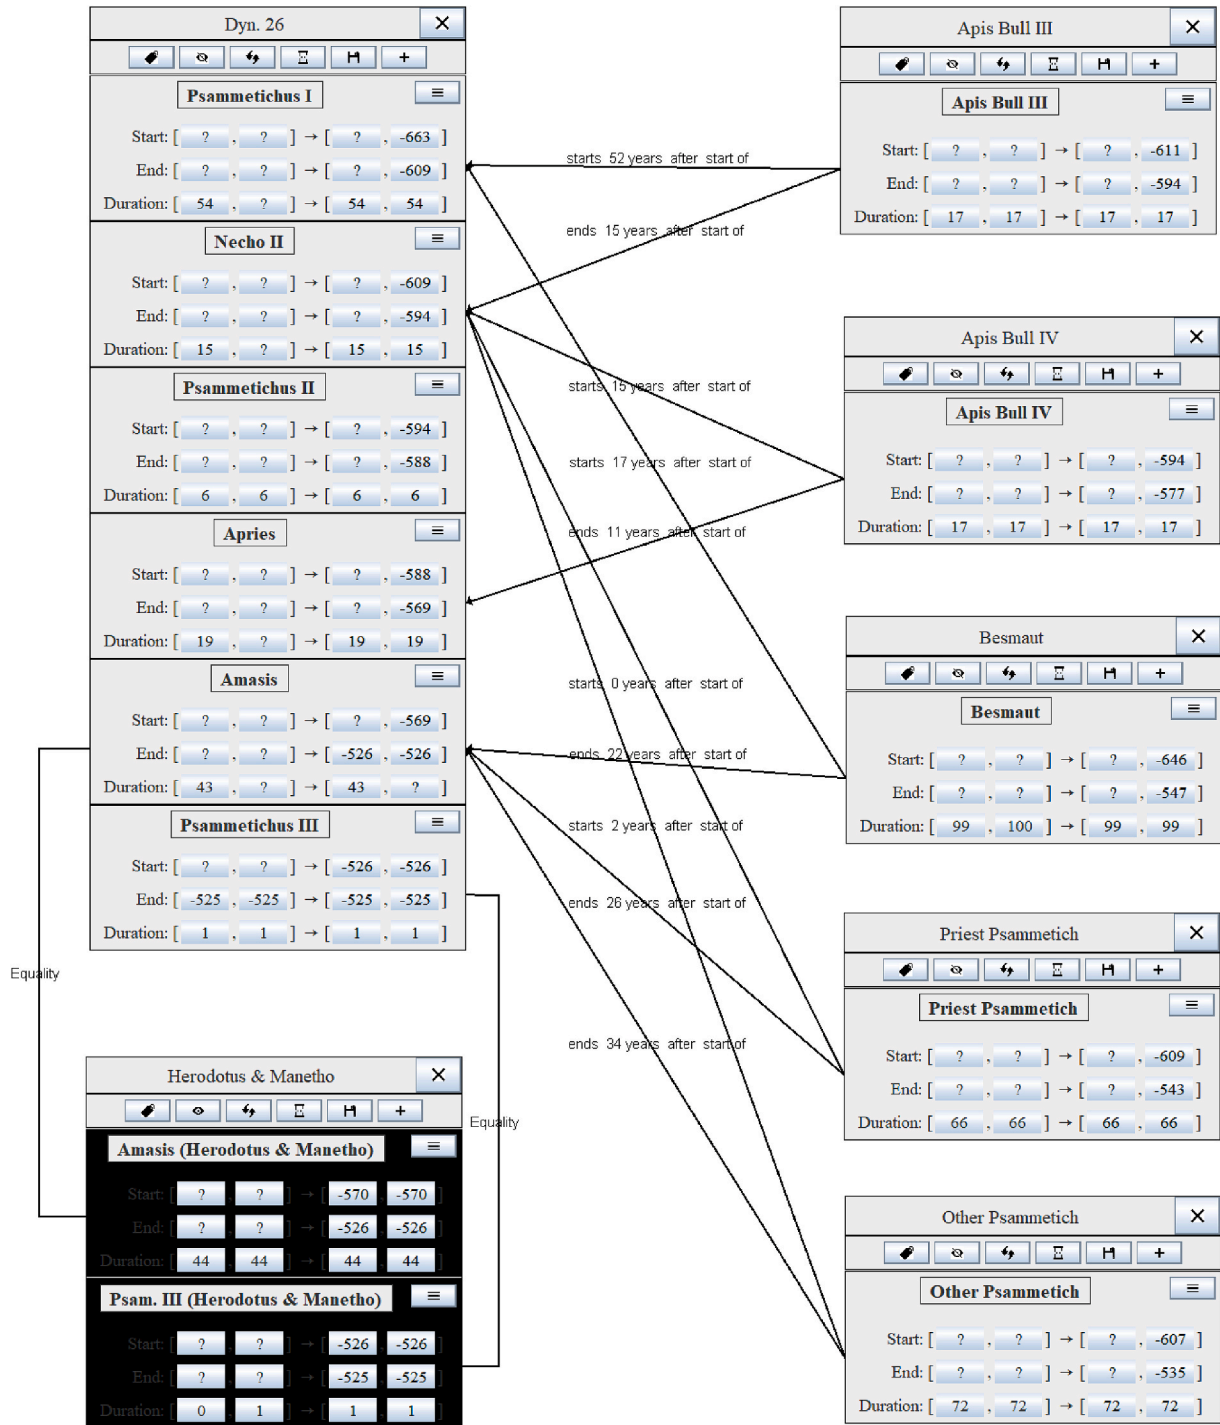 Dyn. 26
Psammetichus I
Start: [ ? , ? ] → [ ? , -663 ]
End: [ ? , ? ] → [ ? , -609 ]
Duration: [ 54 , ? ] → [ 54 , 54 ]
Necho II
Start: [ ? , ? ] → [ ? , -609 ]
End: [ ? , ? ] → [ ? , -594 ]
Duration: [ 15 , ? ] → [ 15 , 15 ]
Psammetichus II
Start: [ ? , ? ] → [ ? , -594 ]
End: [ ? , ? ] → [ ? , -588 ]
Duration: [ 6 , 6 ] → [ 6 , 6 ]
Apries
Start: [ ? , ? ] → [ ? , -588 ]
End: [ ? , ? ] → [ ? , -569 ]
Duration: [ 19 , ? ] → [ 19 , 19 ]
Amasis
Start: [ ? , ? ] → [ ? , -569 ]
End: [ ? , ? ] → [ -526 , -526 ]
Duration: [ 43 , ? ] → [ 43 , ? ]
Psammetichus III
Start: [ ? , ? ] → [ -526 , -526 ]
End: [ -525 , -525 ] → [ -525 , -525 ]
Duration: [ 1 , 1 ] → [ 1 , 1 ]
Equality
Herodotus & Manetho
Amasis (Herodotus & Manetho)
Start: [ ? , ? ] → [ -570 , -570 ]
End: [ ? , ? ] → [ -526 , -526 ]
Duration: [ 44 , 44 ] → [ 44 , 44 ]
Psam. III (Herodotus & Manetho)
Start: [ ? , ? ] → [ -526 , -526 ]
End: [ ? , ? ] → [ -525 , -525 ]
Duration: [ 0 , 1 ] → [ 1 , 1 ]
Equality
starts 52 years after start of
ends 15 years after start of
starts 15 years after start of
starts 17 years after start of
ends 11 years after start of
starts 0 years after start of
ends 22 years after start of
starts 2 years after start of
ends 26 years after start of
ends 34 years after start of
Apis Bull III
Apis Bull III
Start: [ ? , ? ] → [ ? , -611 ]
End: [ ? , ? ] → [ ? , -594 ]
Duration: [ 17 , 17 ] → [ 17 , 17 ]
Apis Bull IV
Apis Bull IV
Start: [ ? , ? ] → [ ? , -594 ]
End: [ ? , ? ] → [ ? , -577 ]
Duration: [ 17 , 17 ] → [ 17 , 17 ]
Besmaut
Besmaut
Start: [ ? , ? ] → [ ? , -646 ]
End: [ ? , ? ] → [ ? , -547 ]
Duration: [ 99 , 100 ] → [ 99 , 99 ]
Priest Psammetich
Priest Psammetich
Start: [ ? , ? ] → [ ? , -609 ]
End: [ ? , ? ] → [ ? , -543 ]
Duration: [ 66 , 66 ] → [ 66 , 66 ]
Other Psammetich
Other Psammetich
Start: [ ? , ? ] → [ ? , -607 ]
End: [ ? , ? ] → [ ? , -535 ]
Duration: [ 72 , 72 ] → [ 72 , 72 ]